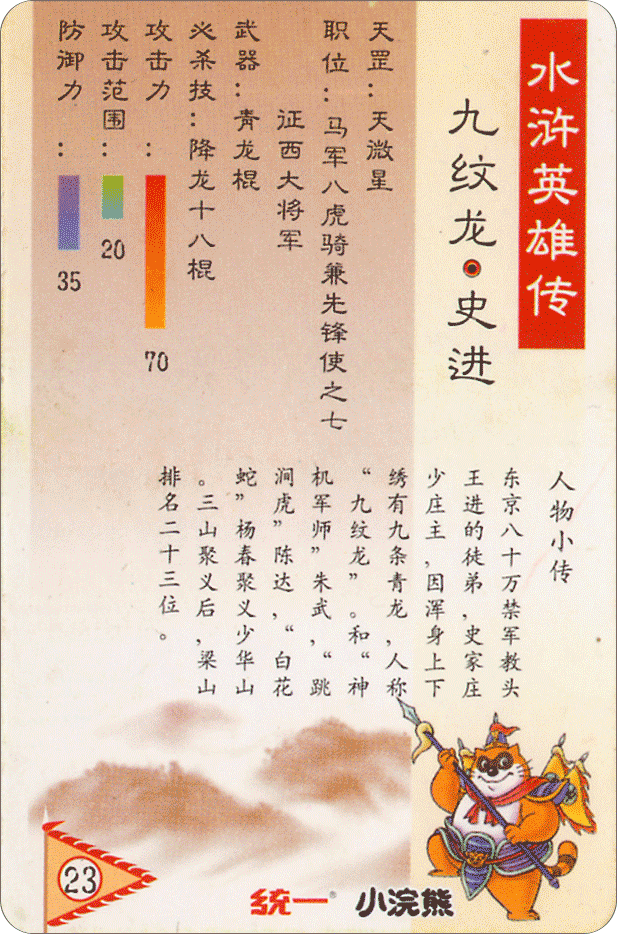 水浒英雄传
九纹龙·史进
天罡:天微星
职位:马军八虎骑兼先锋使之七
征西大将军
武器:青龙棍
必杀技:降龙十八棍
攻击力:
70
攻击范围:
20
防御力:
35
人物小传
东京八十万禁军教头
王进的徒弟,史家庄
少庄主,因浑身上下
绣有九条青龙,人称
“九纹龙”。和“神
机军师”朱武,“跳
涧虎”陈达,“白花
蛇”杨春聚义少华山
。三山聚义后,梁山
排名二十三位。
23
统一® 小浣熊